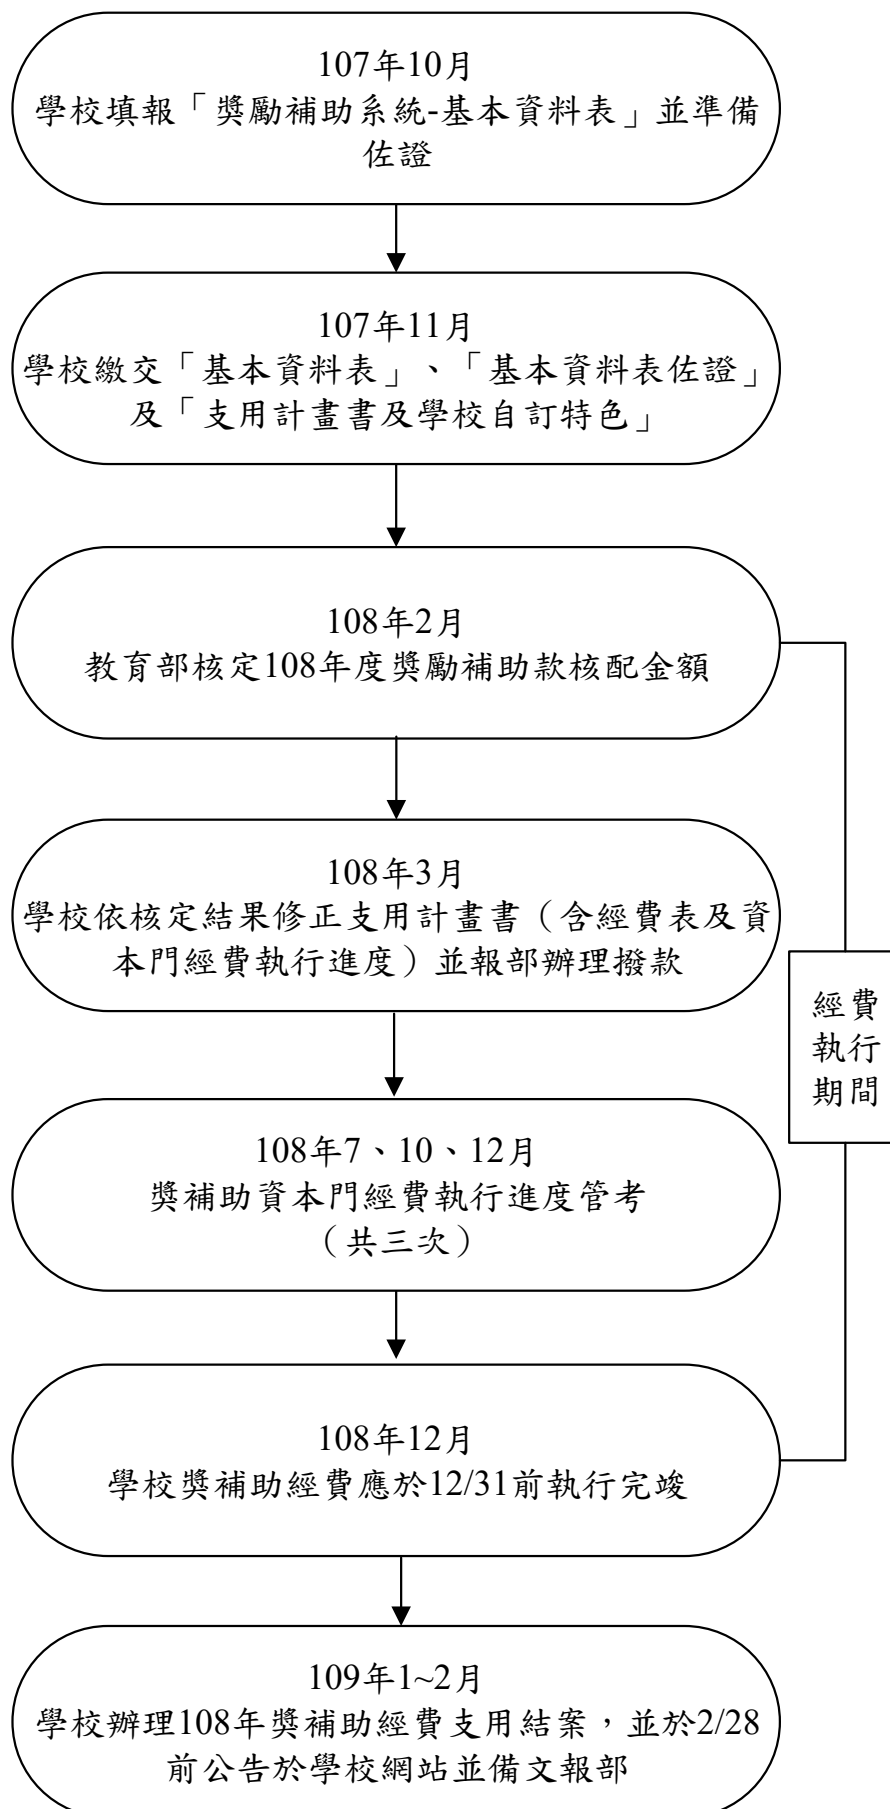 107年10月
學校填報「獎勵補助系統-基本資料表」並準備
佐證
107年11月
學校繳交「基本資料表」、「基本資料表佐證」
及「支用計畫書及學校自訂特色」
108年2月
教育部核定108年度獎勵補助款核配金額
108年3月
學校依核定結果修正支用計畫書（含經費表及資
本門經費執行進度）並報部辦理撥款
經費
執行
期間
108年7、10、12月
獎補助資本門經費執行進度管考
（共三次）
108年12月
學校獎補助經費應於12/31前執行完竣
109年1~2月
學校辦理108年獎補助經費支用結案，並於2/28
前公告於學校網站並備文報部